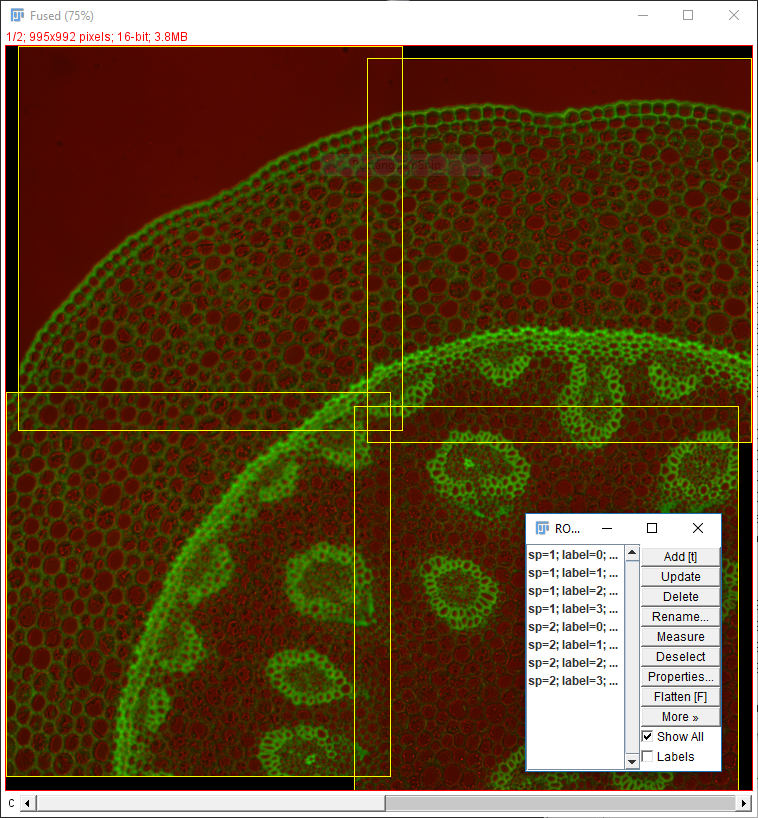 Fused (75%)
1/2; 995x992 pixels; 16-bit; 3.8MB
RO...
sp=1; label=0; ...
sp=1; label=1; ...
sp=1; label=2; ...
sp=1; label=3; ...
sp=2; label=0; ...
sp=2; label=1; ...
sp=2; label=2; ...
sp=2; label=3; ...
Add [t]
Update
Delete
Rename...
Measure
Deselect
Properties...
Flatten [F]
More »
Show All
Labels
c